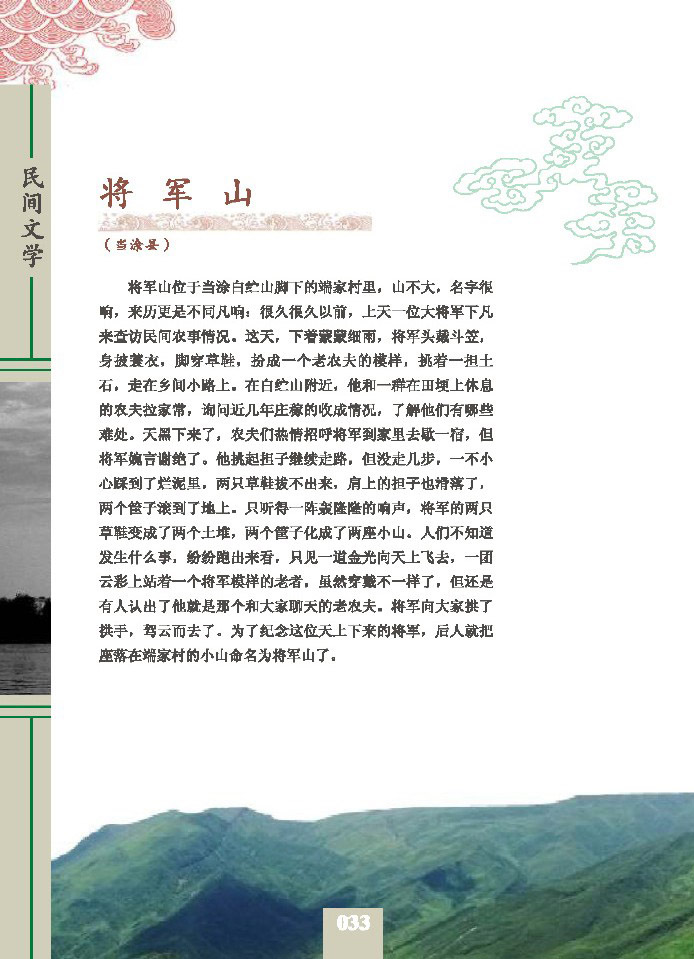 民间文学
将军山
（当涂县）
将军山位于当涂白纻山脚下的端家村里，山不大，名字很
响，来历更是不同凡响：很久很久以前，上天一位大将军下凡
来查访民间农事情况。这天，下着蒙蒙细雨，将军头戴斗笠，
身披蓑衣，脚穿草鞋，扮成一个老农夫的模样，挑着一担土
石，走在乡间小路上。在白纻山附近，他和一群在田埂上休息
的农夫拉家常，询问近几年庄稼的收成情况，了解他们有哪些
难处。天黑下来了，农夫们热情招呼将军到家里去歇一宿，但
将军婉言谢绝了。他挑起担子继续走路，但没走几步，一不小
心踩到了烂泥里，两只草鞋拔不出来，肩上的担子也滑落了，
两个筐子滚到了地上。只听得一阵轰隆隆的响声，将军的两只
草鞋变成了两个土堆，两个筐子化成了两座小山。人们不知道
发生什么事，纷纷跑出来看，只见一道金光向天上飞去，一团
云彩上站着一个将军模样的老者，虽然穿戴不一样了，但还是
有人认出了他就是那个和大家聊天的老农夫。将军向大家拱了
拱手，驾云而去了。为了纪念这位天上下来的将军，后人就把
座落在端家村的小山命名为将军山了。
033